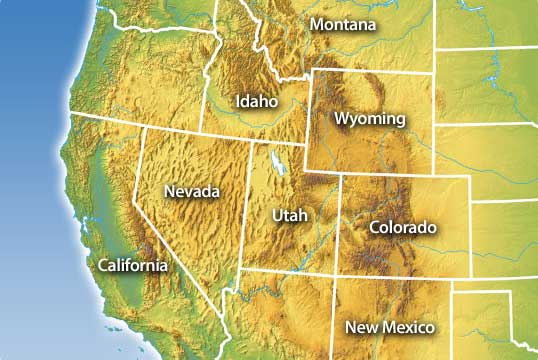 Montana
Idaho
Wyoming
Nevada
Utah
Colorado
California
New Mexico